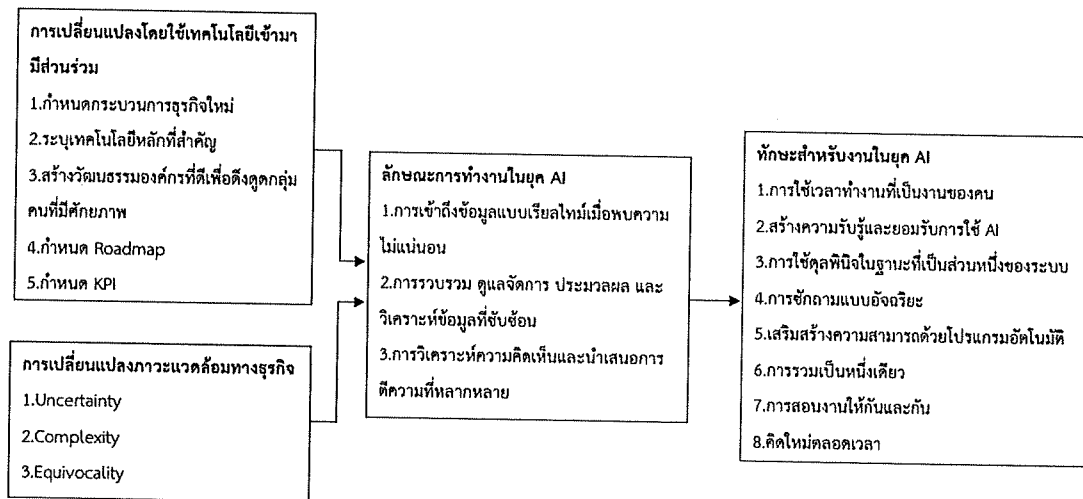 การเปลี่ยนแปลงโดยใช้เทคโนโลยีเข้ามา
มีส่วนร่วม
1.กำหนดกระบวนการธุรกิจใหม่
2.ระบุเทคโนโลยีหลักที่สำคัญ
3.สร้างวัฒนธรรมองค์กรที่ดีเพื่อดึงดูดกลุ่ม
คนที่มีศักยภาพ
4.กำหนด Roadmap
5.กำหนด KPI
การเปลี่ยนแปลงภาวะแวดล้อมทางธุรกิจ
1.Uncertainty
2.Complexity
3.Equivocality
ลักษณะการทำงานในยุค AI
1.การเข้าถึงข้อมูลแบบเรียลไทม์เมื่อพบความ
ไม่แน่นอน
2.การรวบรวม ดูแลจัดการ ประมวลผล และ
วิเคราะห์ข้อมูลที่ซับซ้อน
3.การวิเคราะห์ความคิดเห็นและนำเสนอการ
ตีความที่หลากหลาย
ทักษะสำหรับงานในยุค AI
1.การใช้เวลาทำงานที่เป็นงานของคน
2.สร้างความรับรู้และยอมรับการใช้ AI
3.การใช้ดุลพินิจในฐานะที่เป็นส่วนหนึ่งของระบบ
4.การซักถามแบบอัจฉริยะ
5.เสริมสร้างความสามารถด้วยโปรแกรมอัตโนมัติ
6.การรวมเป็นหนึ่งเดียว
7.การสอนงานให้กันและกัน
8.คิดใหม่ตลอดเวลา